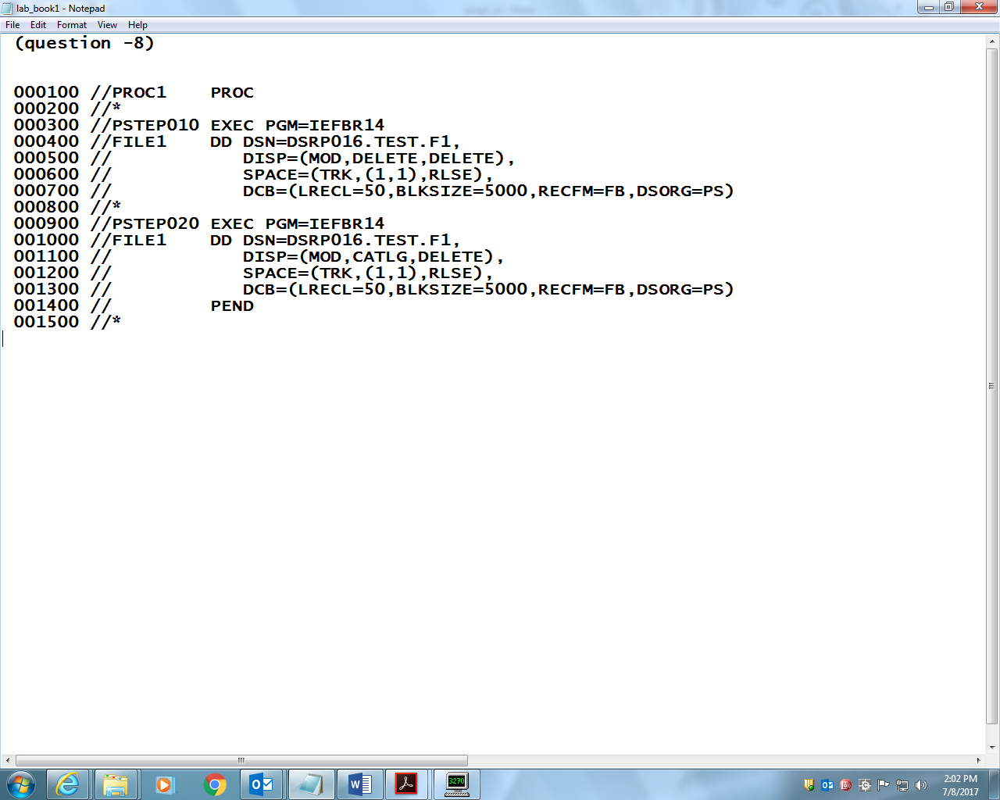 lab_book1 - Notepad
File Edit Format View Help
(question -8)
000100 //PROC1    PROC
000200 //*
000300 //PSTEP010 EXEC PGM=IEFBR14
000400 //FILE1    DD DSN=DSRP016.TEST.F1,
000500 //            DISP=(MOD,DELETE,DELETE),
000600 //            SPACE=(TRK,(1,1),RLSE),
000700 //            DCB=(LRECL=50,BLKSIZE=5000,RECFM=FB,DSORG=PS)
000800 //*
000900 //PSTEP020 EXEC PGM=IEFBR14
001000 //FILE1    DD DSN=DSRP016.TEST.F1,
001100 //            DISP=(MOD,CATLG,DELETE),
001200 //            SPACE=(TRK,(1,1),RLSE),
001300 //            DCB=(LRECL=50,BLKSIZE=5000,RECFM=FB,DSORG=PS)
001400 //         PEND
001500 //*
3270
2:02 PM
7/8/2017